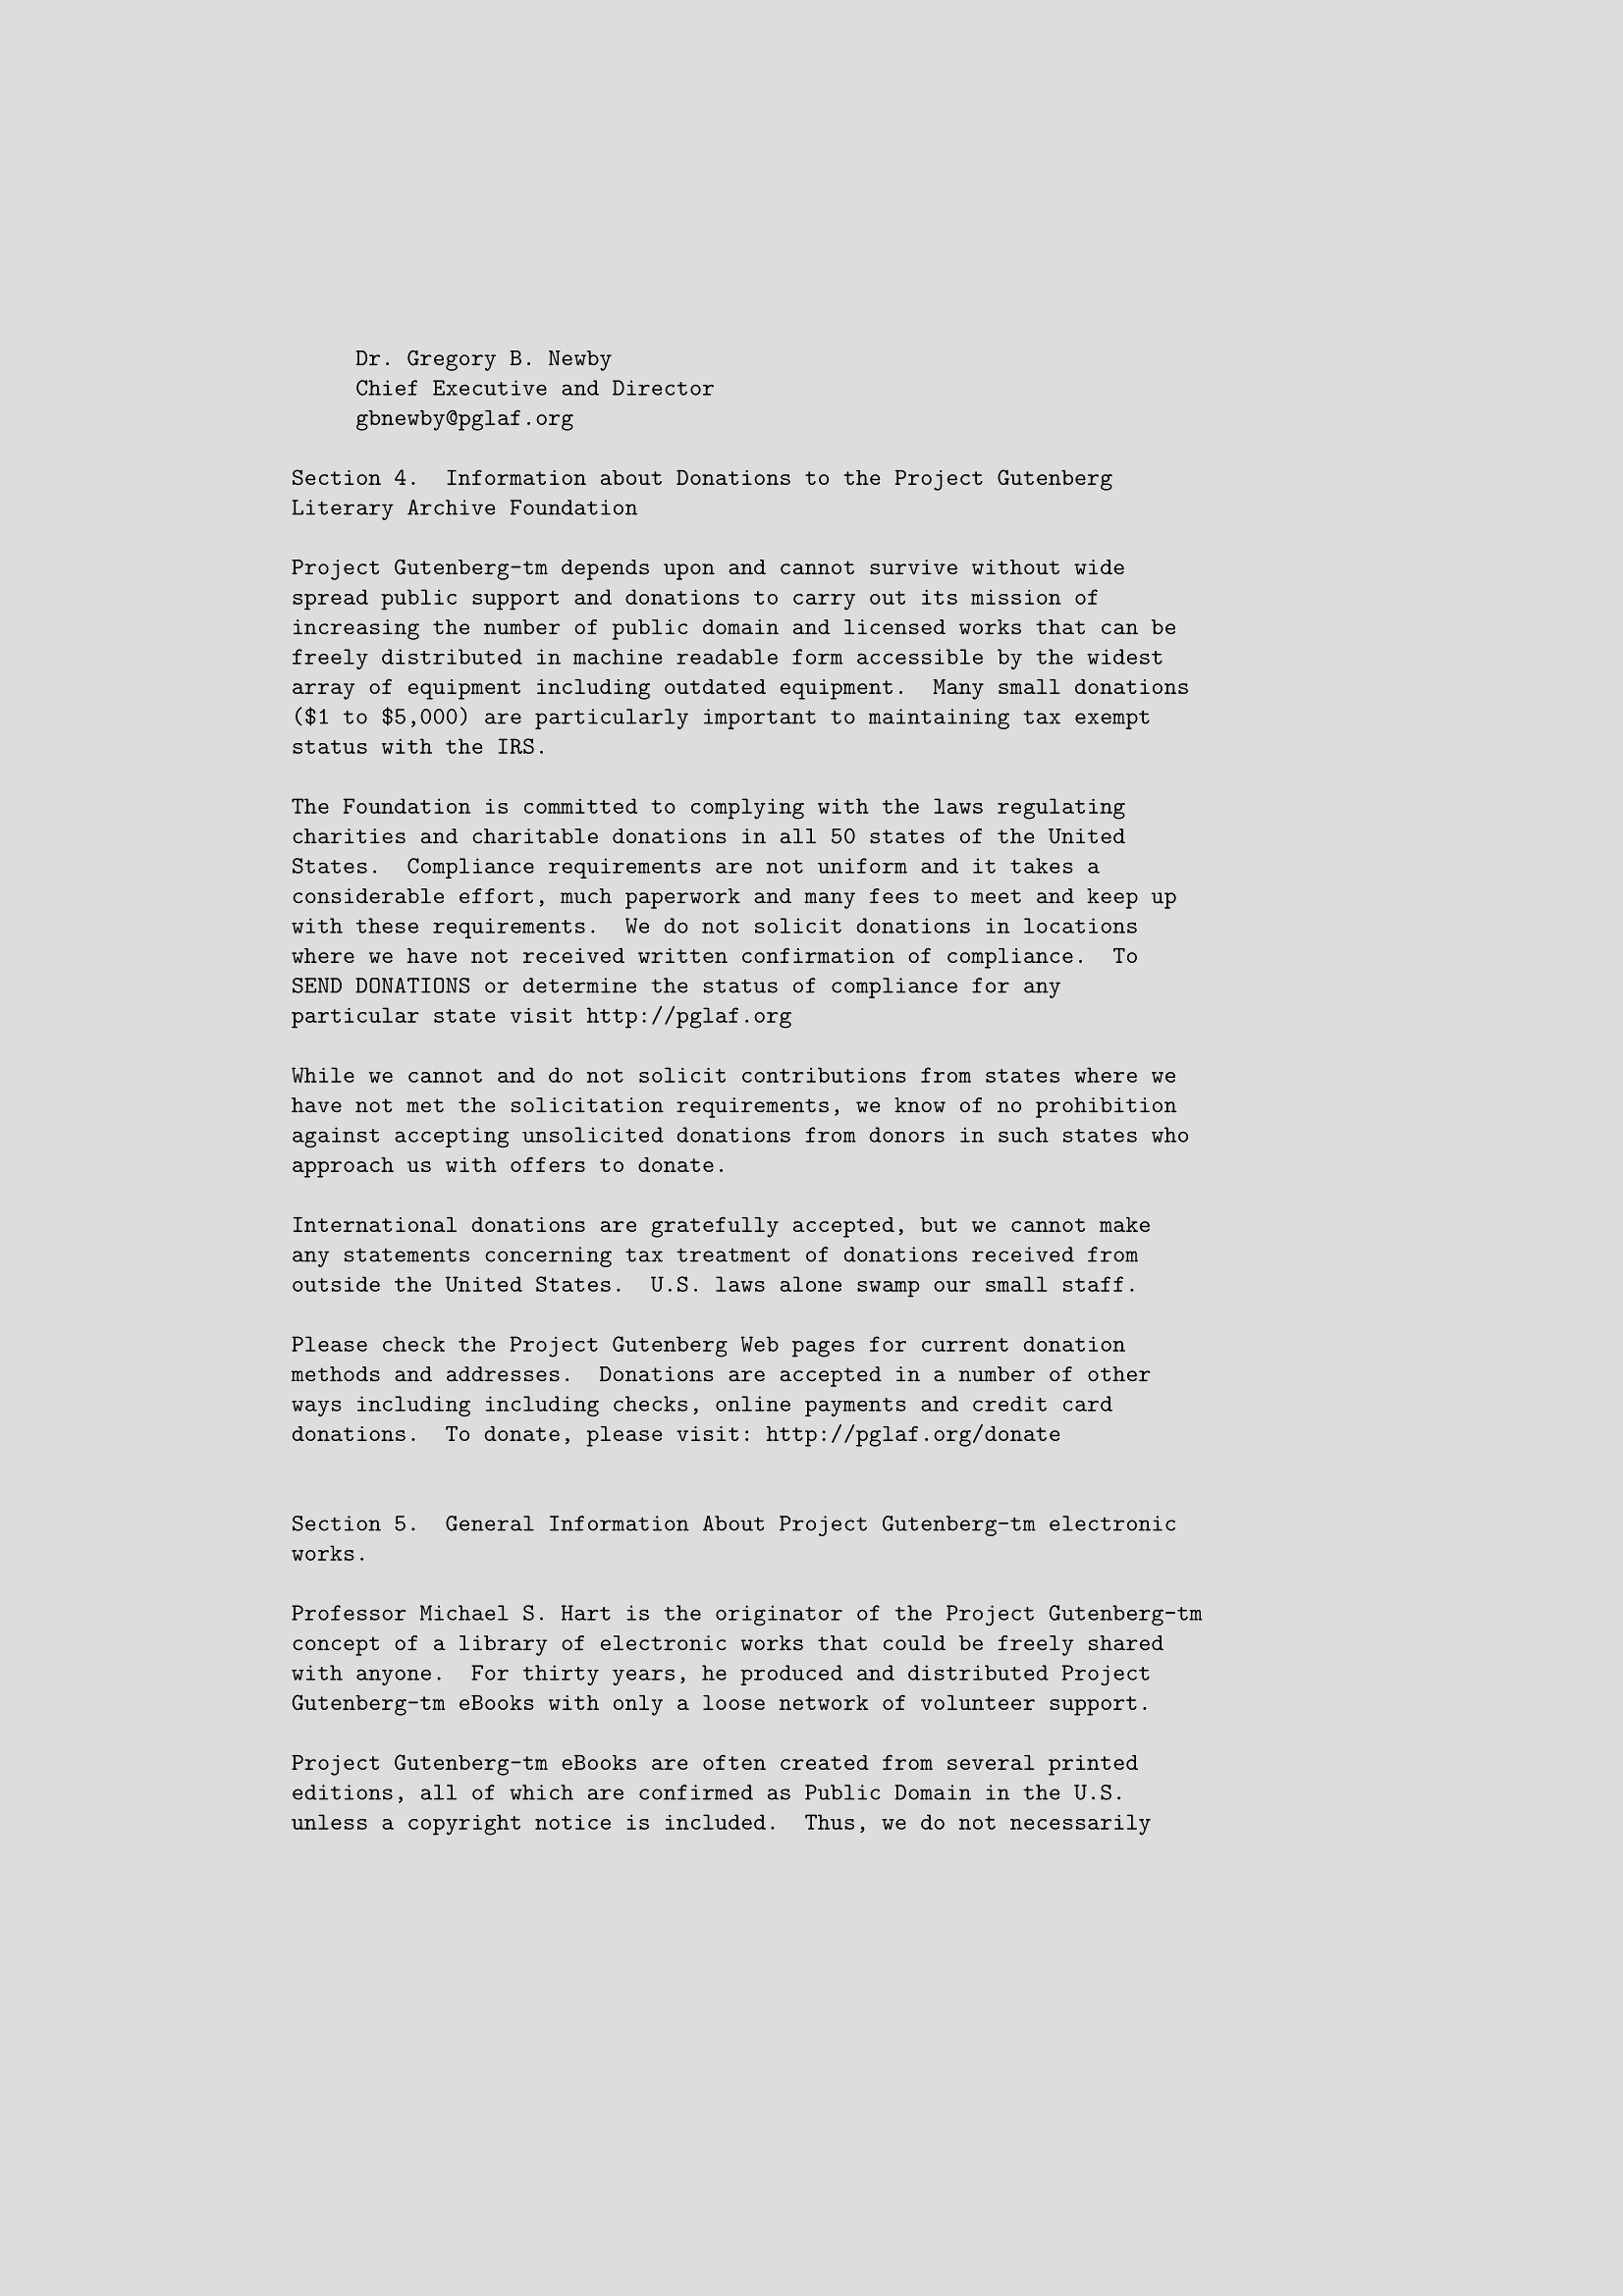 Dr. Gregory B. Newby
Chief Executive and Director
gbnewby@pglaf.org
Section 4.  Information about Donations to the Project Gutenberg
Literary Archive Foundation
Project Gutenberg-tm depends upon and cannot survive without wide
spread public support and donations to carry out its mission of
increasing the number of public domain and licensed works that can be
freely distributed in machine readable form accessible by the widest
array of equipment including outdated equipment.  Many small donations
($1 to $5,000) are particularly important to maintaining tax exempt
status with the IRS.
The Foundation is committed to complying with the laws regulating
charities and charitable donations in all 50 states of the United
States.  Compliance requirements are not uniform and it takes a
considerable effort, much paperwork and many fees to meet and keep up
with these requirements.  We do not solicit donations in locations
where we have not received written confirmation of compliance.  To
SEND DONATIONS or determine the status of compliance for any
particular state visit http://pglaf.org
While we cannot and do not solicit contributions from states where we
have not met the solicitation requirements, we know of no prohibition
against accepting unsolicited donations from donors in such states who
approach us with offers to donate.
International donations are gratefully accepted, but we cannot make
any statements concerning tax treatment of donations received from
outside the United States.  U.S. laws alone swamp our small staff.
Please check the Project Gutenberg Web pages for current donation
methods and addresses.  Donations are accepted in a number of other
ways including including checks, online payments and credit card
donations.  To donate, please visit: http://pglaf.org/donate
Section 5.  General Information About Project Gutenberg-tm electronic
works.
Professor Michael S. Hart is the originator of the Project Gutenberg-tm
concept of a library of electronic works that could be freely shared
with anyone.  For thirty years, he produced and distributed Project
Gutenberg-tm eBooks with only a loose network of volunteer support.
Project Gutenberg-tm eBooks are often created from several printed
editions, all of which are confirmed as Public Domain in the U.S.
unless a copyright notice is included.  Thus, we do not necessarily